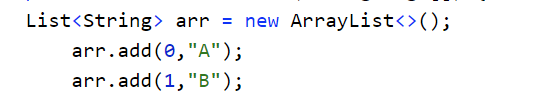 List<String> arr = new ArrayList<>();
arr.add(0,"A");
arr.add(1,"B");